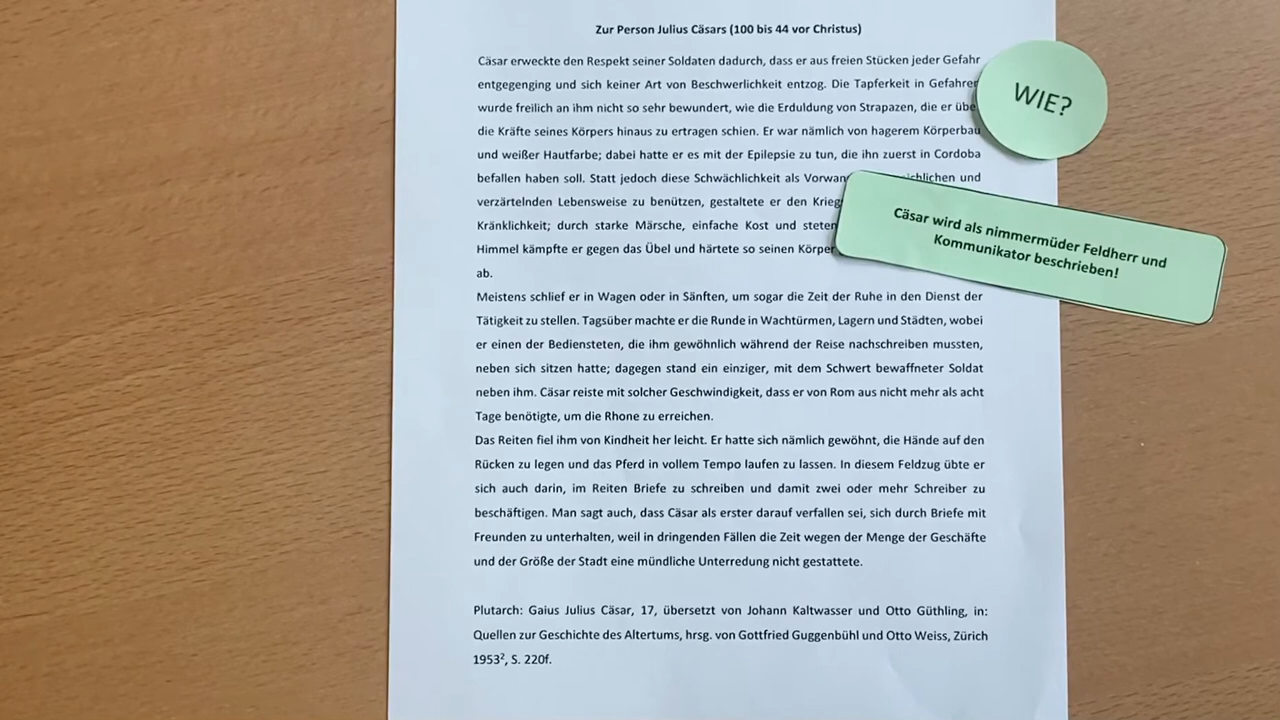 Zur Person Julius Cäsars (100 bis 44 vor Christus)
Cäsar erweckte den Respekt seiner Soldaten dadurch, dass er aus freien Stücken jeder Gefahr
entgegenging und sich keiner Art von Beschwerlichkeit entzog. Die Tapferkeit in
wurde freilich an ihm nicht so sehr bewundert, wie die Erduldung von Strapazen, die er
die Kräfte seines Körpers hinaus zu ertragen schien. Er war nämlich von hagerem Körperbau
und weißer Hautfarbe; dabei hatte er es mit der Epilepsie zu tun, die ihn zuerst in Cordoba
befallen haben soll. Statt jedoch diese Schwächlichkeit als und
verzärtelnden Lebensweise zu benützen, gestaltete er den
Kränklichkeit; durch starke Märsche, einfache Kost und
Himmel kämpfte er gegen das Übel und härtete so seinen Körper
ab.
Meistens schlief er in Wagen oder in Sänften, um sogar die Zeit der Ruhe in den Dienst der
Tätigkeit zu stellen. Tagsüber machte er die Runde in Wachtürmen, Lagern und Städten, wobei
er einen der Bediensteten, die ihm gewöhnlich während der Reise nachschreiben mussten,
neben sich sitzen hatte; dagegen stand ein einziger, mit dem Schwert bewaffneter Soldat
neben ihm. Cäsar reiste mit solcher Geschwindigkeit, dass er von Rom aus nicht mehr als acht
Tage benötigte, um die Rhone zu erreichen.
Das Reiten fiel ihm von Kindheit her leicht. Er hatte sich nämlich gewöhnt, die Hände auf den
Rücken zu legen und das Pferd in vollem Tempo laufen zu lassen. In diesem Feldzug übte er
sich auch darin, im Reiten Briefe zu schreiben und damit zwei oder mehr Schreiber zu
beschäftigen. Man sagt auch, dass Cäsar als erster darauf verfallen sei, sich durch Briefe mit
Freunden zu unterhalten, weil in dringenden Fällen die Zeit wegen der Menge der Geschäfte
und der Größe der Stadt eine mündliche Unterredung nicht gestattete.
Plutarch: Gaius Julius Cäsar, 17, übersetzt von Johann Kaltwasser und Otto Güthling, in:
Quellen zur Geschichte des Altertums, hrsg. von Gottfried Guggenbühl und Otto Weiss, Zürich
1953², S. 220f.
WIE?
Cäsar wird als nimmermüder Feldherr und
Kommunikator beschrieben!